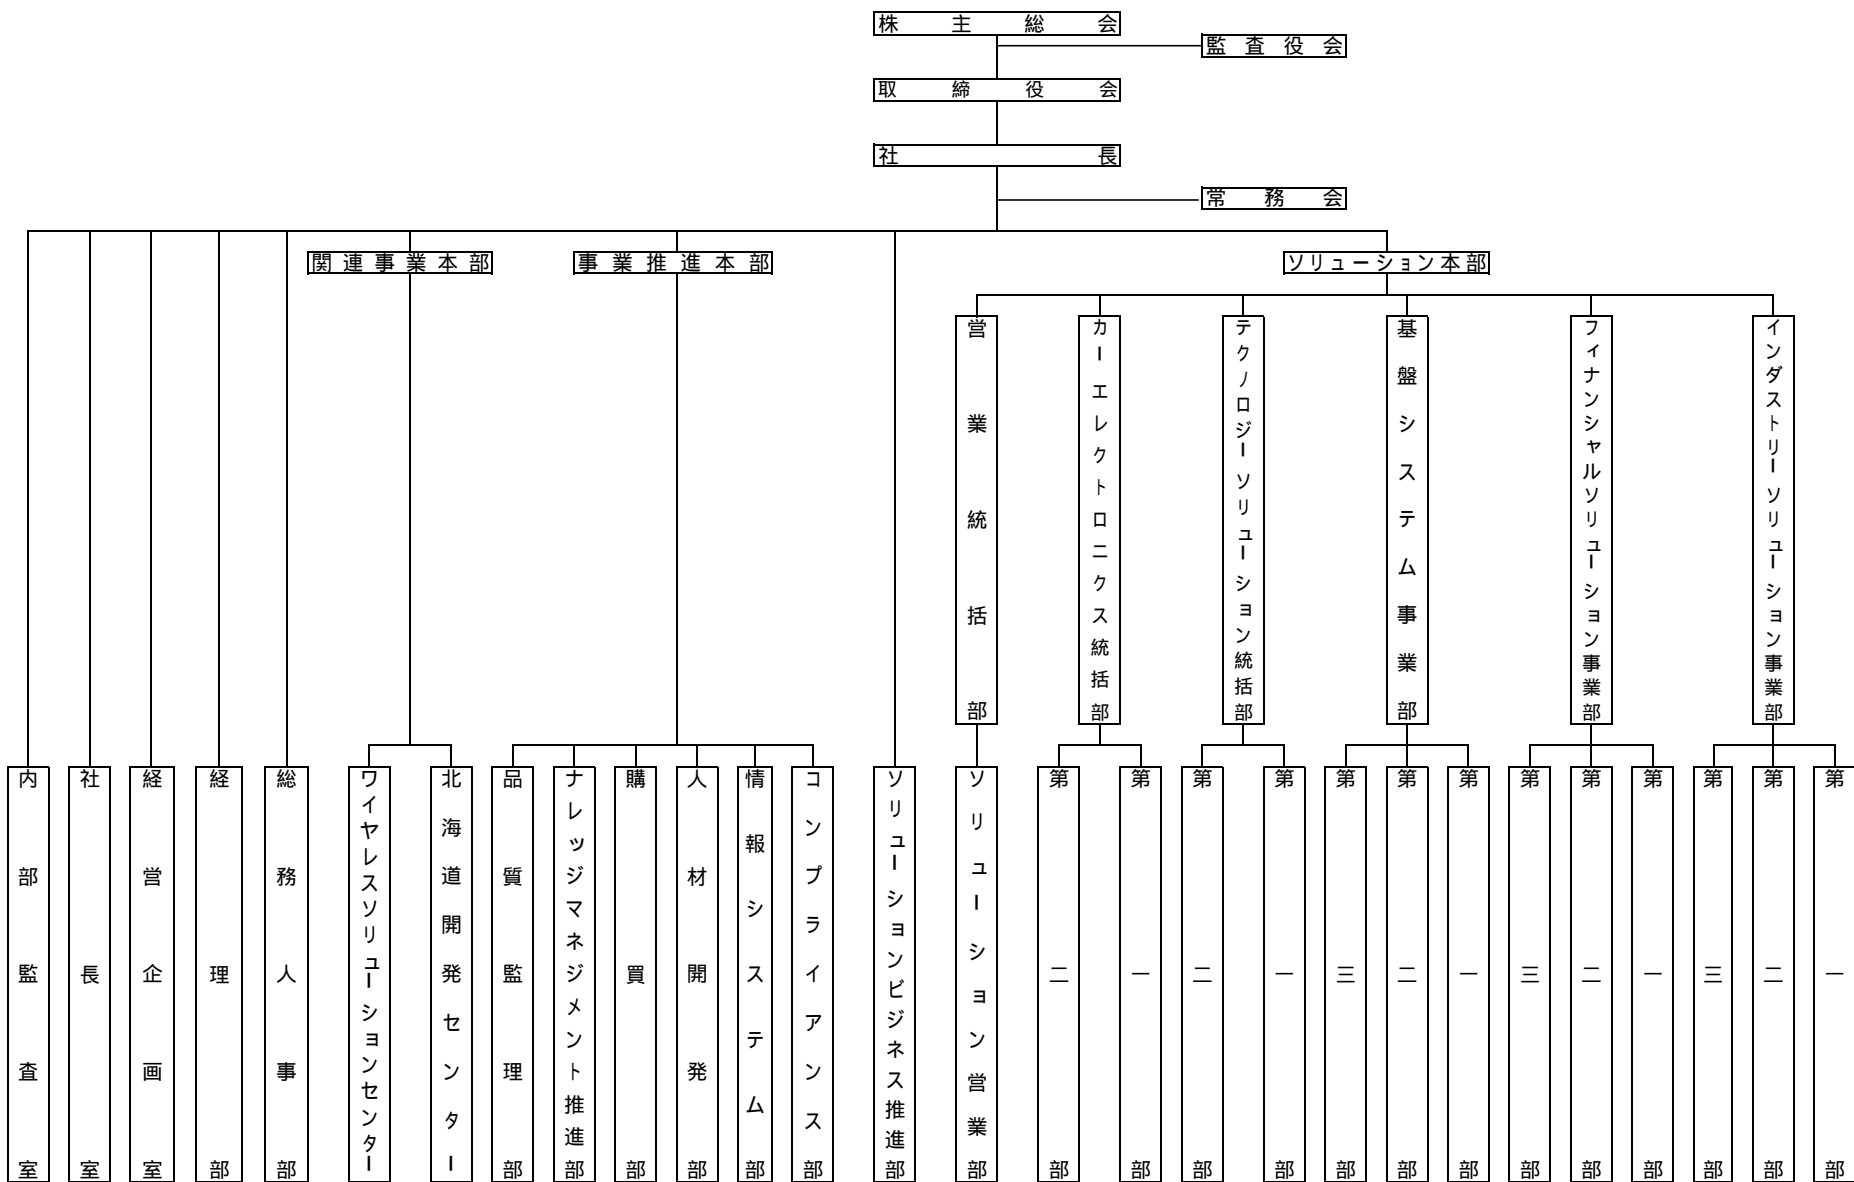 株主総会
監査役会
取締役会
社長
常務会
関連事業本部
事業推進本部
ソリューション本部
営業統括部
カーエレクトロニクス統括部
テクノロジーソリューション統括部
基盤システム事業部
フィナンシャルソリューション事業部
インダストリーソリューション事業部
内部監査室
社長室
経営企画室
経理部
総務人事部
ワイヤレスソリューションセンター
北海道開発センター
品質監理部
ナレッジマネジメント推進部
購買部
人材開発部
情報システム部
コンプライアンス部
ソリューションビジネス推進部
ソリューション営業部
第二部
第一部
第二部
第一部
第三部
第二部
第一部
第三部
第二部
第一部
第三部
第二部
第一部